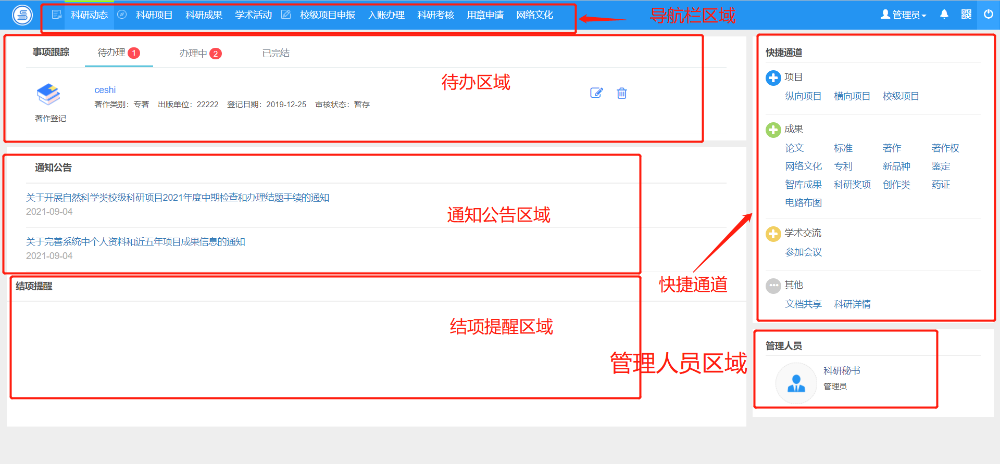 科研动态 科研项目 科研成果 学术活动 校级项目申报 入账办理 科研考核 用章申请 网络文化
导航栏区域
管理员
事项跟踪 待办理 1 办理中 2 已完结
待办区域
ceshi
著作类别：专著 出版单位：22222 登记日期：2019-12-25 审核状态：暂存
著作登记
通知公告
关于开展自然科学类校级科研项目2021年度中期检查和办理结题手续的通知
2021-09-04
通知公告区域
关于完善系统中个人资料和近五年项目成果信息的通知
2021-09-04
结项提醒
结项提醒区域
快捷通道
管理人员区域
快捷通道
项目
纵向项目 横向项目 校级项目
成果
论文 标准 著作 著作权
网络文化 专利 新品种 鉴定
智库成果 科研奖项 创作类 药证
电路布图
学术交流
参加会议
其他
文档共享 科研详情
管理人员
科研秘书
管理员